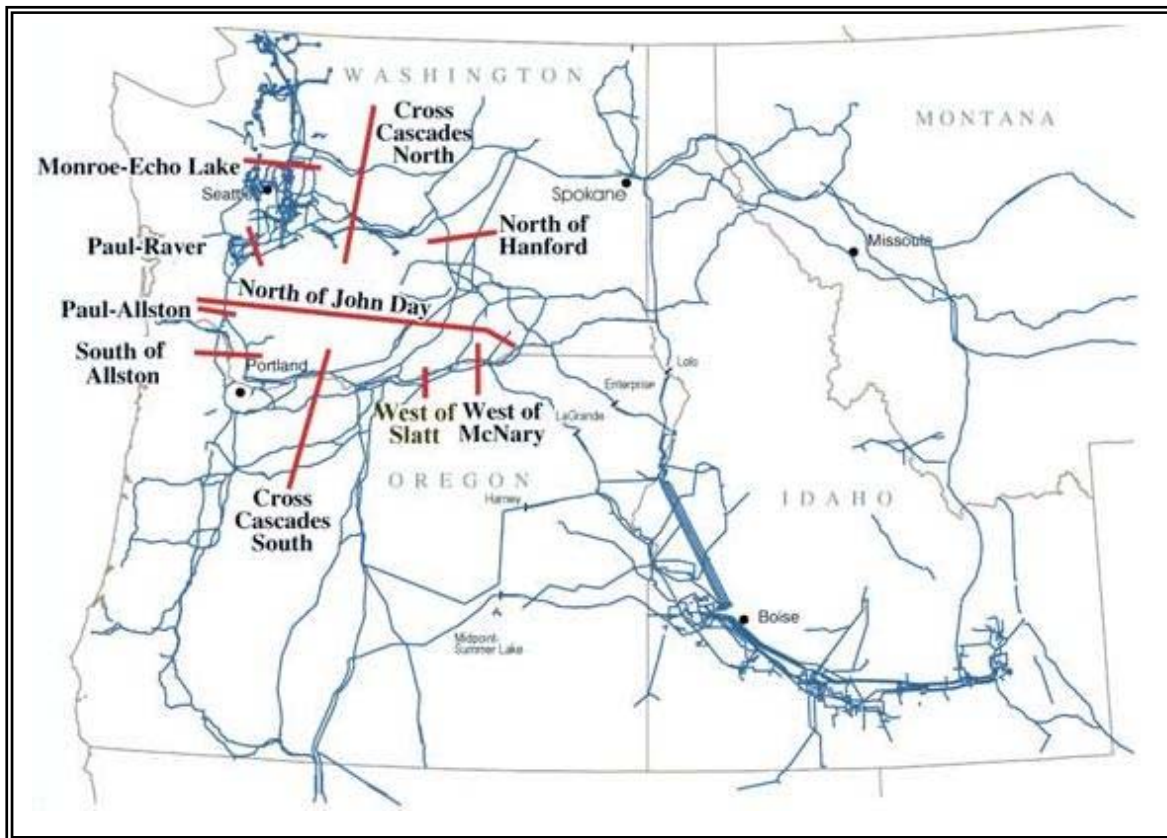 WASHINGTON
Cross
Cascades
North
MONTANA
Monroe-Echo Lake
Seattle
Spokane
North of
Hanford
Paul-Raver
Missoula
North of John Day
Paul-Allston
South of
Allston
Portland
Lolo
Enterprise
West of
Slatt
West of
McNary
LaGrande
OREGON
IDAHO
Harney
Cross
Cascades
South
Boise
Midpoint-
Summer Lake